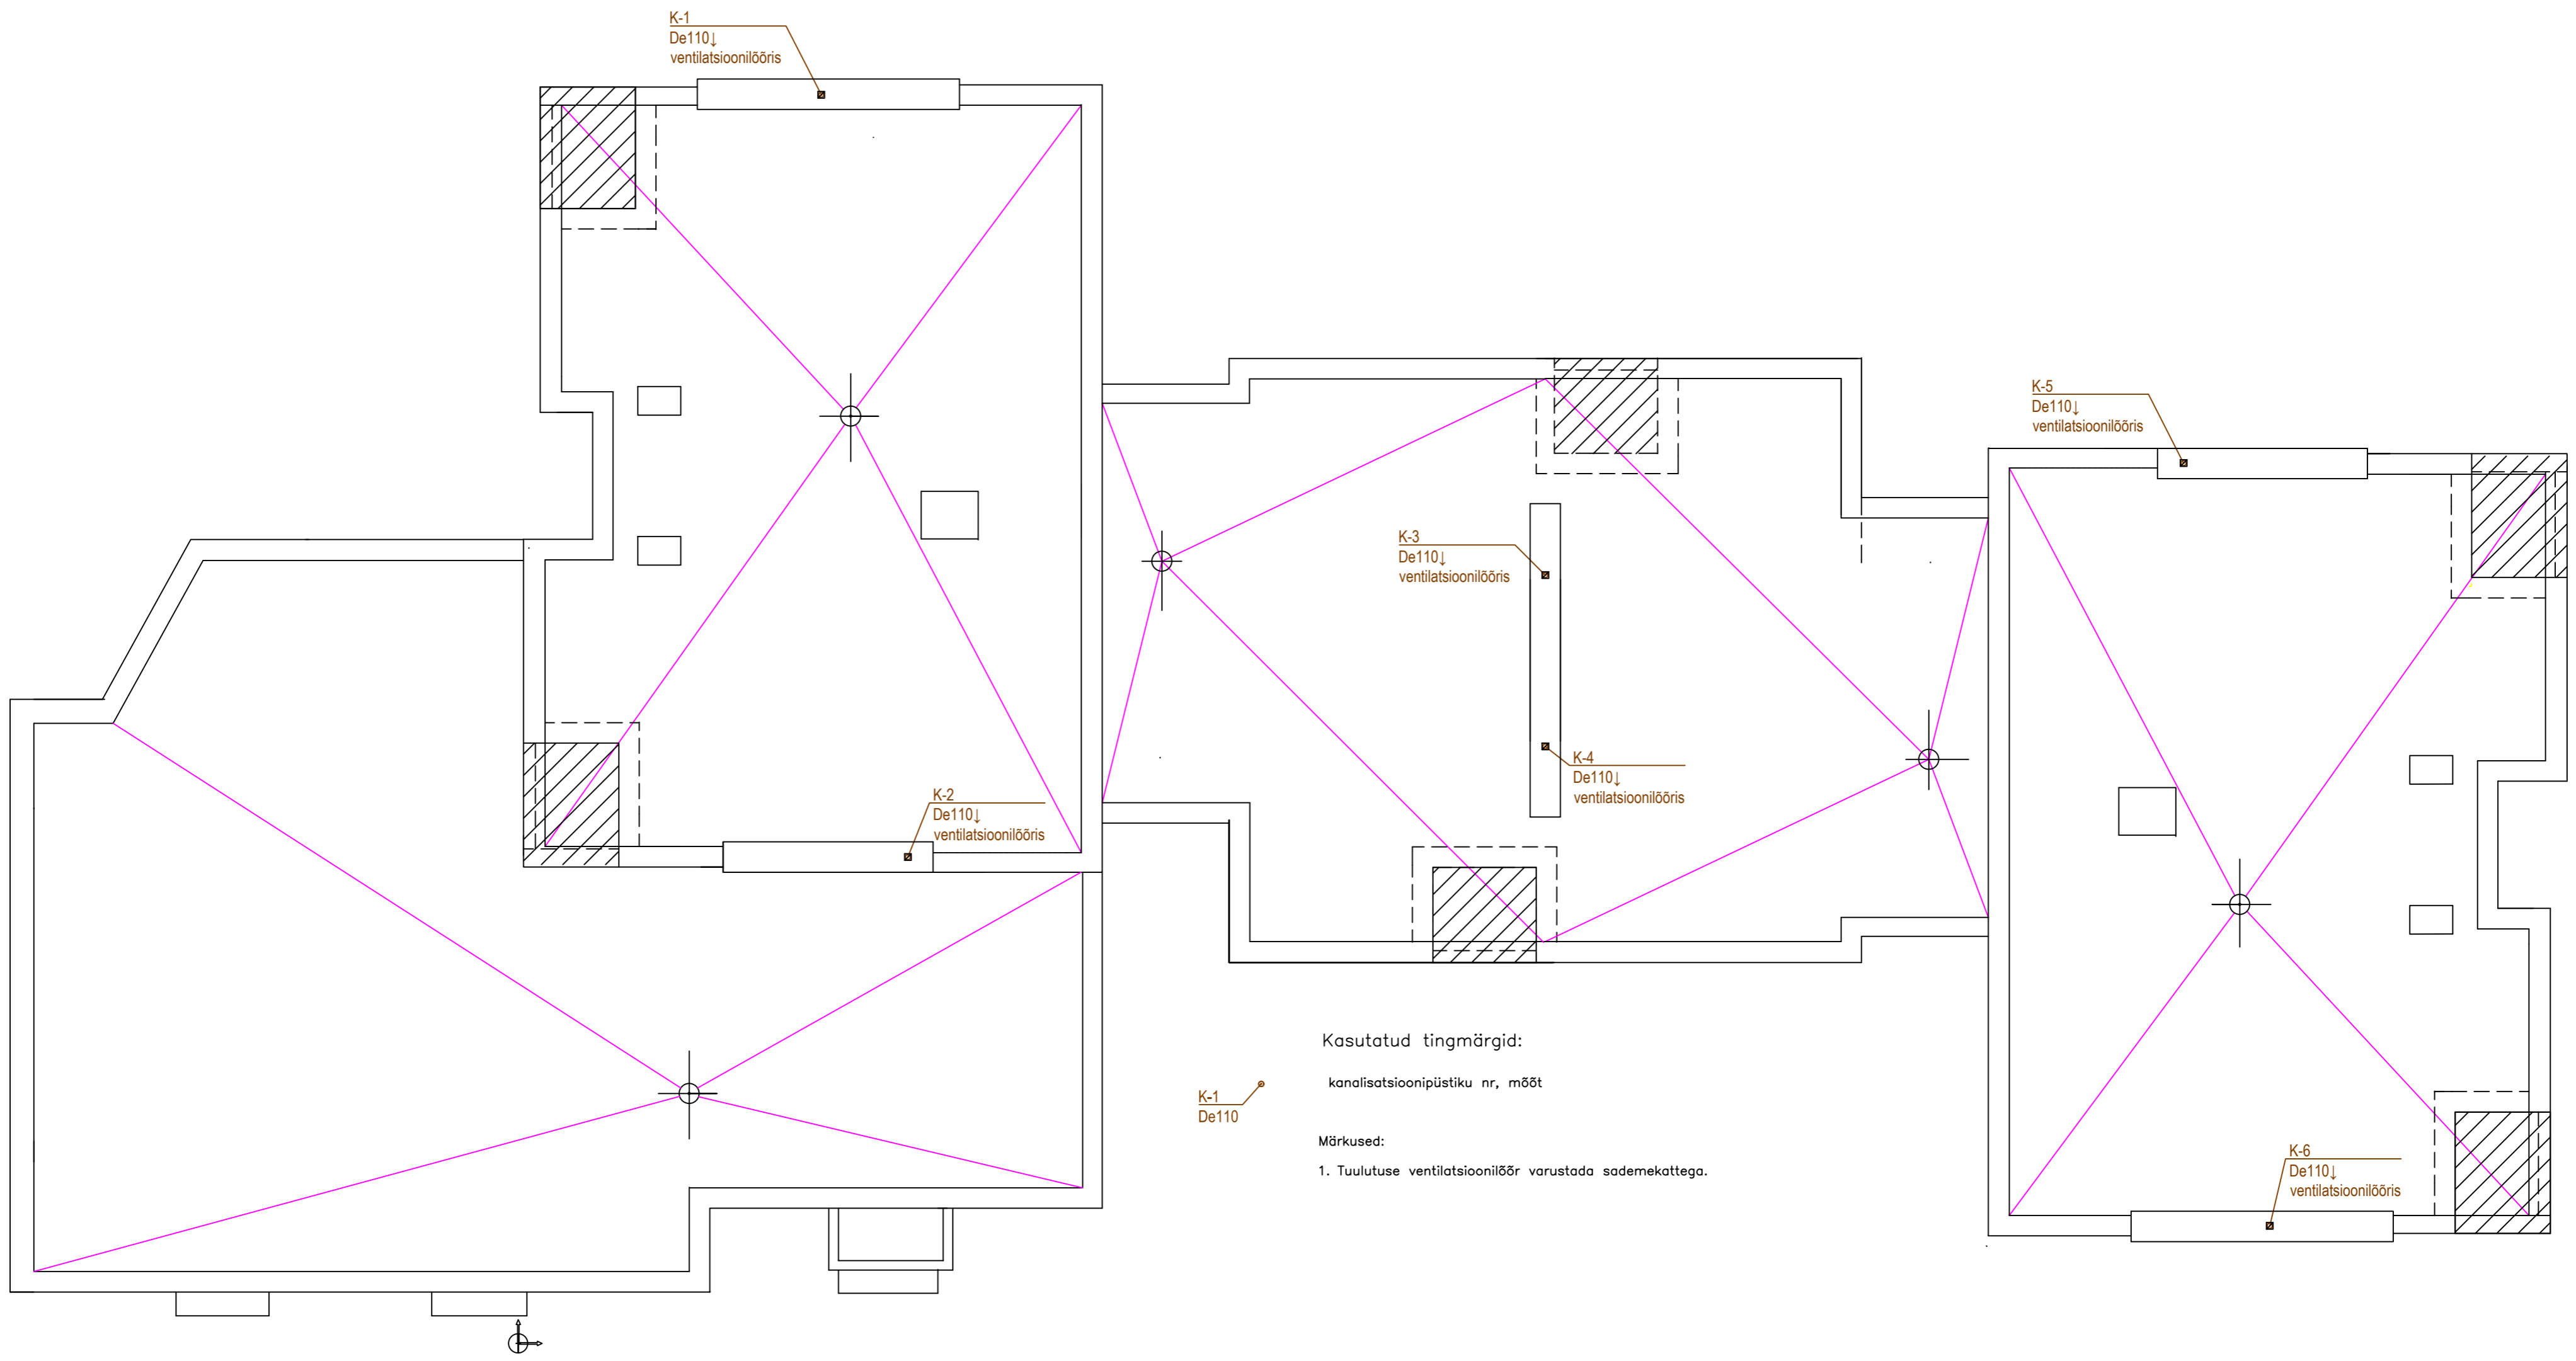 K-1
De110↓
ventilatsioonilõõris
K-5
De110↓
ventilatsioonilõõris
K-3
De110↓
ventilatsioonilõõris
K-4
De110↓
ventilatsioonilõõris
K-2
De110↓
ventilatsioonilõõris
Kasutatud tingmärgid:
kanalisatsioonipüstiku nr, mõõt
K-1
De110
Märkused:
1. Tuulutuse ventilatsioonilõõr varustada sademekattega.
K-6
De110↓
ventilatsioonilõõris